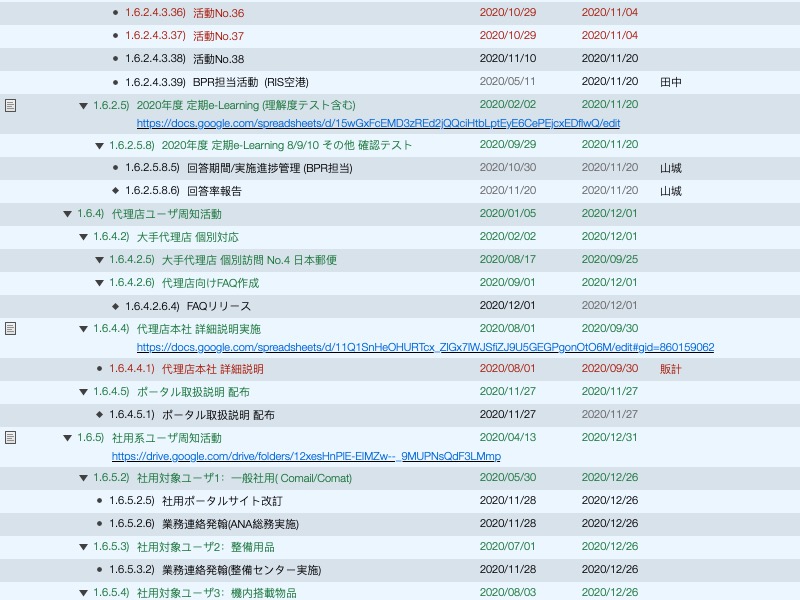 1.6.2.4.3.36) 活動No.36 2020/10/29 2020/11/04
1.6.2.4.3.37) 活動No.37 2020/10/29 2020/11/04
1.6.2.4.3.38) 活動No.38 2020/11/10 2020/11/20
1.6.2.4.3.39) BPR担当活動 (RIS空港) 2020/05/11 2020/11/20 田中
1.6.2.5) 2020年度 定期e-Learning (理解度テスト含む) 2020/02/02 2020/11/20
https://docs.google.com/spreadsheets/d/15wGxFcEMD3zREd2jQQciHtbLptEyE6CePEjcxEDflwQ/edit
1.6.2.5.8) 2020年度 定期e-Learning 8/9/10 その他 確認テスト 2020/09/29 2020/11/20
1.6.2.5.8.5) 回答期間/実施進捗管理 (BPR担当) 2020/10/30 2020/11/20 山城
1.6.2.5.8.6) 回答率報告 2020/11/20 2020/11/20 山城
1.6.4) 代理店ユーザ周知活動 2020/01/05 2020/12/01
1.6.4.2) 大手代理店 個別対応 2020/02/02 2020/12/01
1.6.4.2.5) 大手代理店 個別訪問 No.4 日本郵便 2020/08/17 2020/09/25
1.6.4.2.6) 代理店向けFAQ作成 2020/09/01 2020/12/01
1.6.4.2.6.4) FAQリリース 2020/12/01 2020/12/01
1.6.4.4) 代理店本社 詳細説明実施 2020/08/01 2020/09/30
https://docs.google.com/spreadsheets/d/11Q1SnHeOHURTcx_ZlGx7lWJSfiZJ9U5GEGPgonOtO6M/edit#gid=860159062
1.6.4.4.1) 代理店本社 詳細説明 2020/08/01 2020/09/30 販計
1.6.4.5) ポータル取扱説明 配布 2020/11/27 2020/11/27
1.6.4.5.1) ポータル取扱説明 配布 2020/11/27 2020/11/27
1.6.5) 社用系ユーザ周知活動 2020/04/13 2020/12/31
https://drive.google.com/drive/folders/12xesHnPlE-ElMZw--_9MUPNsQdF3LMmp
1.6.5.2) 社用対象ユーザ1: 一般社用( Comail/Comat) 2020/05/30 2020/12/26
1.6.5.2.5) 社用ポータルサイト改訂 2020/11/28 2020/12/26
1.6.5.2.6) 業務連絡発翰(ANA総務実施) 2020/11/28 2020/12/26
1.6.5.3) 社用対象ユーザ2: 整備用品 2020/07/01 2020/12/26
1.6.5.3.2) 業務連絡発翰(整備センター実施) 2020/11/28 2020/12/26
1.6.5.4) 社用対象ユーザ3: 機内搭載物品 2020/08/03 2020/12/26